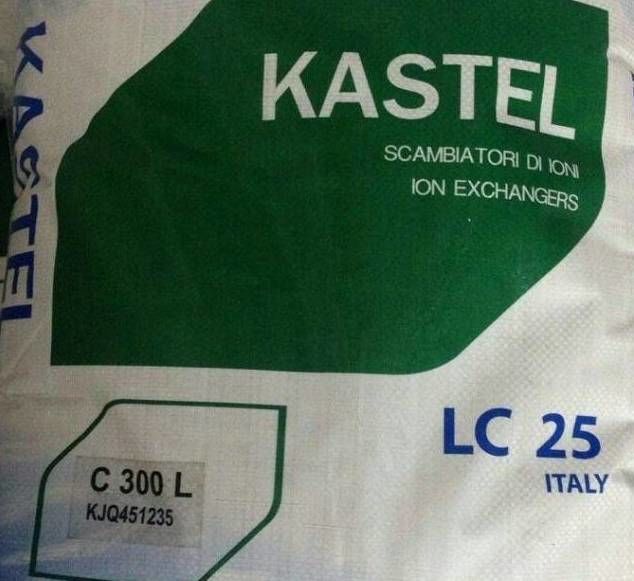 KASTEL
KASTEL
SCAMBIATORI DI IONI
ION EXCHANGERS
LC 25
ITALY
C 300 L
KJQ451235